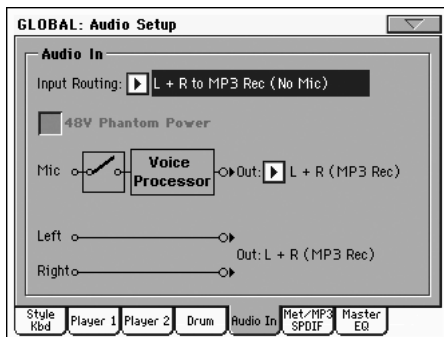 GLOBAL: Audio Setup
Audio In
Input Routing: L + R to MP3 Rec (No Mic)
48V Phantom Power
Mic Voice Processor Out: L + R (MP3 Rec)
Left
Out: L + R (MP3 Rec)
Right
Style Kbd Player 1 Player 2 Drum Audio In Met/MP3 SPDIF Master EQ